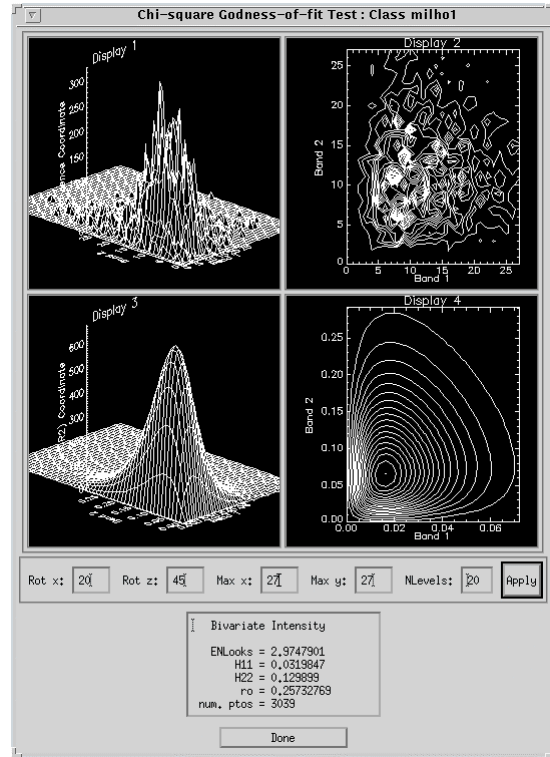 Chi-square Godness-of-fit Test : Class milho1
Display 1
300
250
200
150
Coordinate
Display 2
25
20
15
10
5
0
0 5 10 15 20 25
Band 2
Band 1
Display 3
600
500
400
300
(R2) Coordinate
Display 4
0.25
0.20
0.15
0.10
0.05
0.00
0.00 0.02 0.04 0.06
Band 2
Band 1
Rot x: 20 Rot z: 45 Max x: 27 Max y: 27 NLevels: 20 Apply
Bivariate Intensity
ENLooks = 2.9747901
H11 = 0.0319847
H22 = 0.129899
ro = 0.25732769
num. ptos = 3039
Done